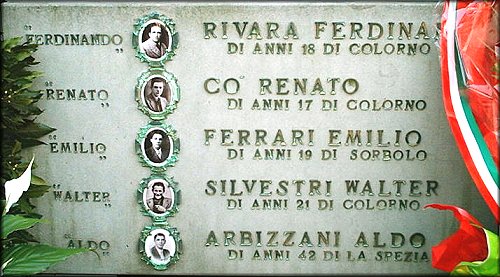 "FERDINANDO„ RIVARA FERDINA
DI ANNI 18 DI COLORNO
"RENATO„ CO' RENATO
DI ANNI 17 DI COLORNO
"EMILIO„ FERRARI EMILIO
DI ANNI 19 DI SORBOLO
"WALTER„ SILVESTRI WALTER
DI ANNI 21 DI COLORNO
"ALDO„ ARBIZZANI ALDO
DI ANNI 42 DI LA SPEZIA